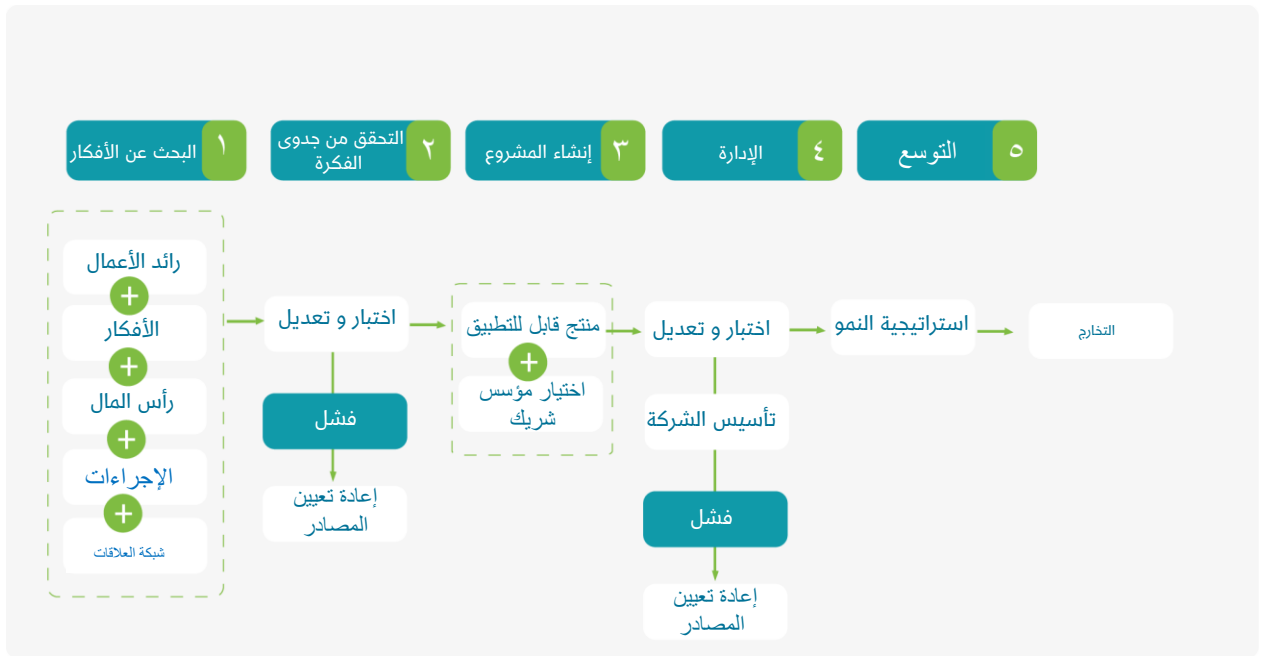 ١
البحث عن الأفكار
٢
التحقق من جدوى
الفكرة
٣
إنشاء المشروع
٤
الإدارة
٥
التوسع
رائد الأعمال
+
الأفكار
+
رأس المال
+
الإجراءات
+
شبكة العلاقات
اختبار و تعديل
فشل
إعادة تعيين
المصادر
منتج قابل للتطبيق
+
اختيار مؤسس
شريك
اختبار و تعديل
تأسيس الشركة
فشل
إعادة تعيين
المصادر
استراتيجية النمو
التخارج